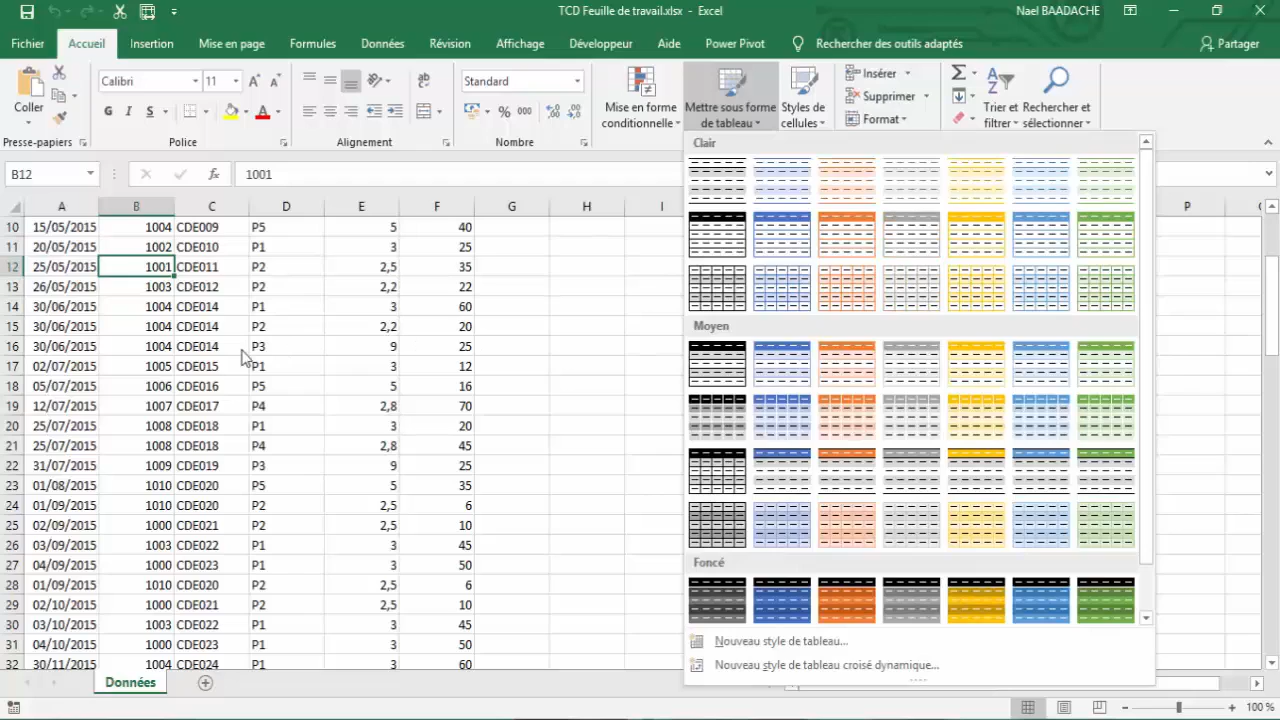 TCD Feuille de travail.xlsx - Excel
Nael BAADACHE
Fichier Accueil Insertion Mise en page Formules Données Révision Affichage Développeur Aide Power Pivot Rechercher des outils adaptés Partager
Coller
Presse-papiers
Calibri 11
G I S
Police
Alignement
Standard
% 000
Nombre
Mise en forme conditionnelle
Mettre sous forme de tableau
Styles de cellules
Insérer
Supprimer
Format
Trier et filtrer
Rechercher et sélectionner
B12 fx 1001
A B C D E F G H I P
10 15/05/2015 1004 CDE009 P5 5 40
11 20/05/2015 1002 CDE010 P1 3 25
12 25/05/2015 1001 CDE011 P2 2,5 35
13 26/05/2015 1003 CDE012 P2 2,2 22
14 30/06/2015 1004 CDE014 P1 3 60
15 30/06/2015 1004 CDE014 P2 2,2 20
16 30/06/2015 1004 CDE014 P3 9 25
17 02/07/2015 1005 CDE015 P1 3 12
18 05/07/2015 1006 CDE016 P5 5 16
19 12/07/2015 1007 CDE017 P4 2,8 70
20 25/07/2015 1008 CDE018 P1 3 20
21 25/07/2015 1008 CDE018 P4 2,8 45
22 31/07/2015 1009 CDE019 P3 9 25
23 01/08/2015 1010 CDE020 P5 5 35
24 01/09/2015 1010 CDE020 P2 2,5 6
25 02/09/2015 1000 CDE021 P2 2,5 10
26 03/09/2015 1003 CDE022 P1 3 45
27 04/09/2015 1000 CDE023 P1 3 50
28 01/09/2015 1010 CDE020 P2 2,5 6
29 02/10/2015 1000 CDE021 P2 2,5 10
30 03/10/2015 1003 CDE022 P1 3 45
31 04/10/2015 1000 CDE023 P1 3 50
32 30/11/2015 1004 CDE024 P1 3 60
Clair
Moyen
Foncé
Nouveau style de tableau...
Nouveau style de tableau croisé dynamique...
Données
100 %